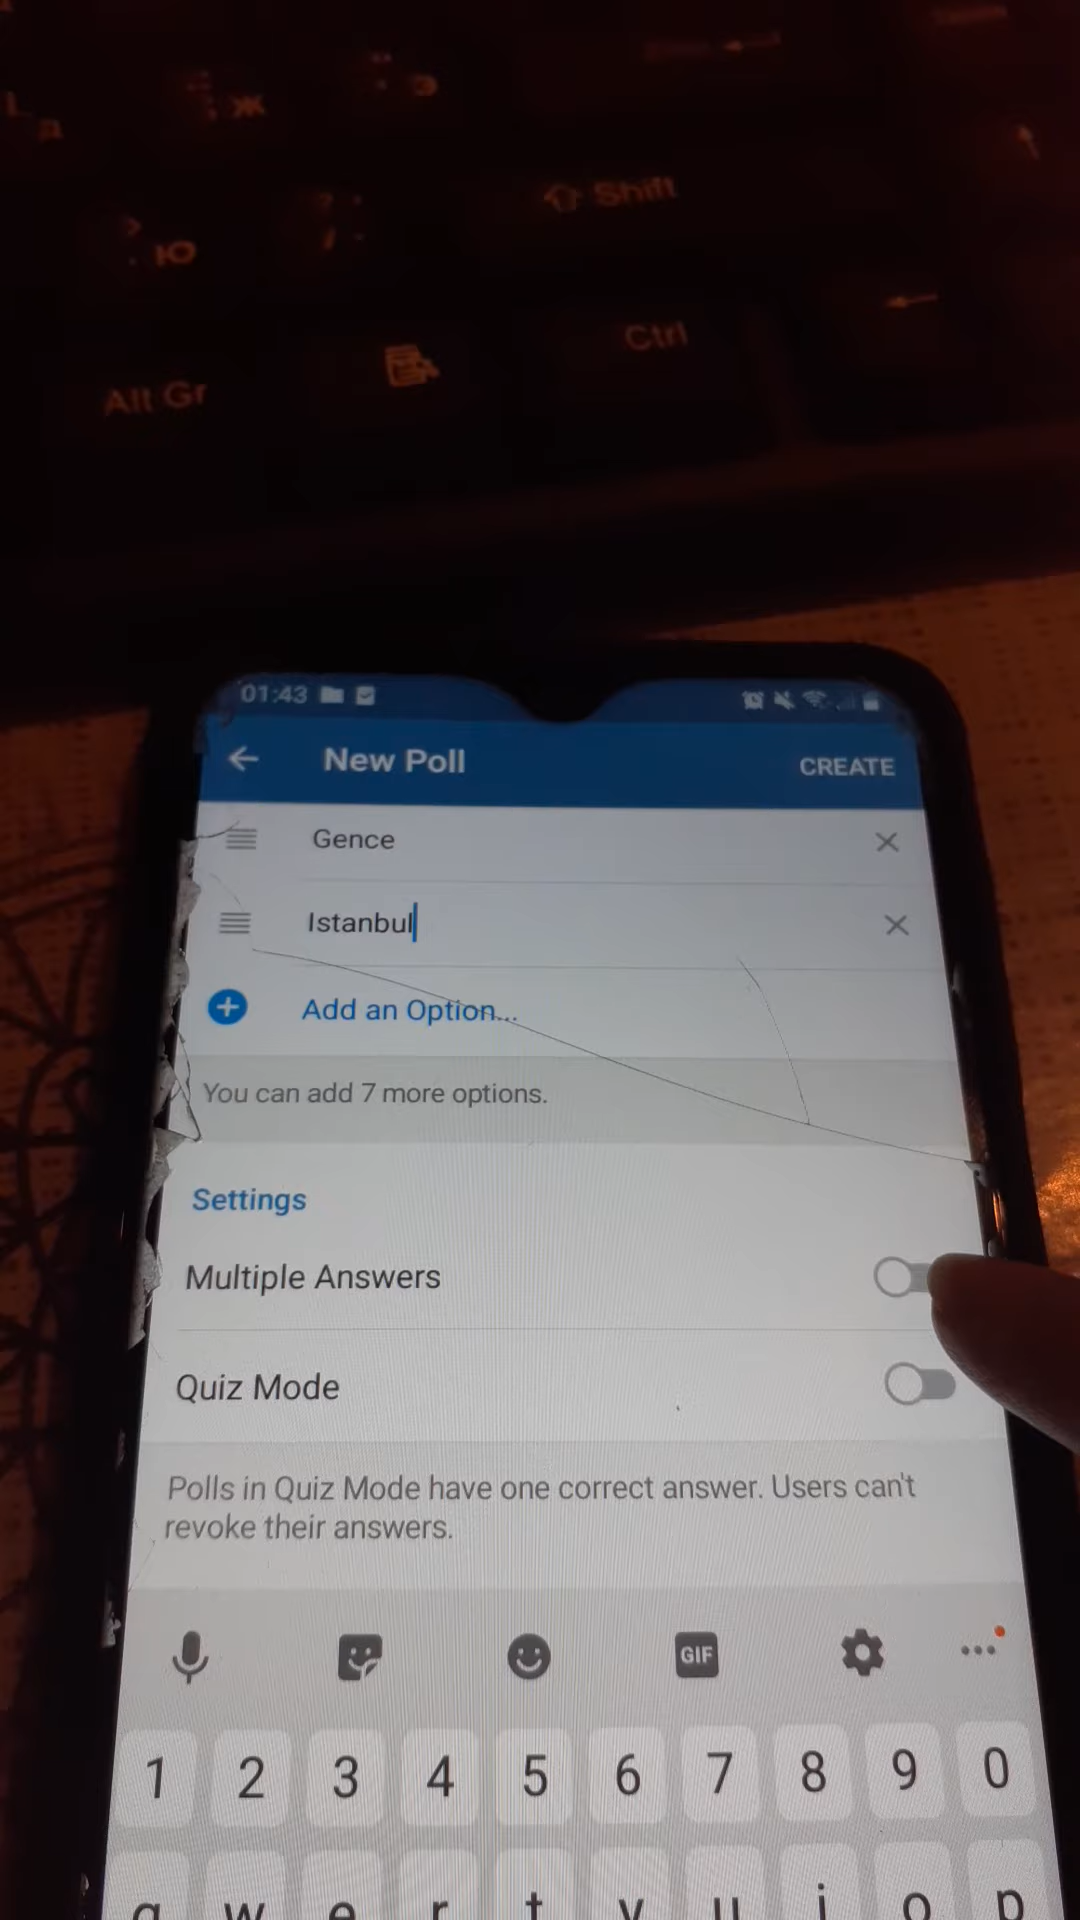 Д
Ж
Э
Ю
Shift
Alt Gr
Ctrl
01:43
New Poll
CREATE
Gence
Istanbul
Add an Option...
You can add 7 more options.
Settings
Multiple Answers
Quiz Mode
Polls in Quiz Mode have one correct answer. Users can't
revoke their answers.
GIF
1 2 3 4 5 6 7 8 9 0
q w e r t y u i o p